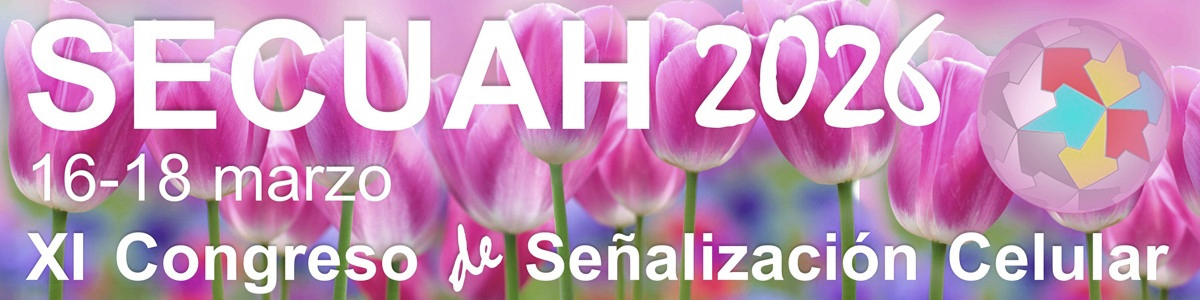 SECUAH 2026
16-18 marzo
XI Congreso de Señalización Celular